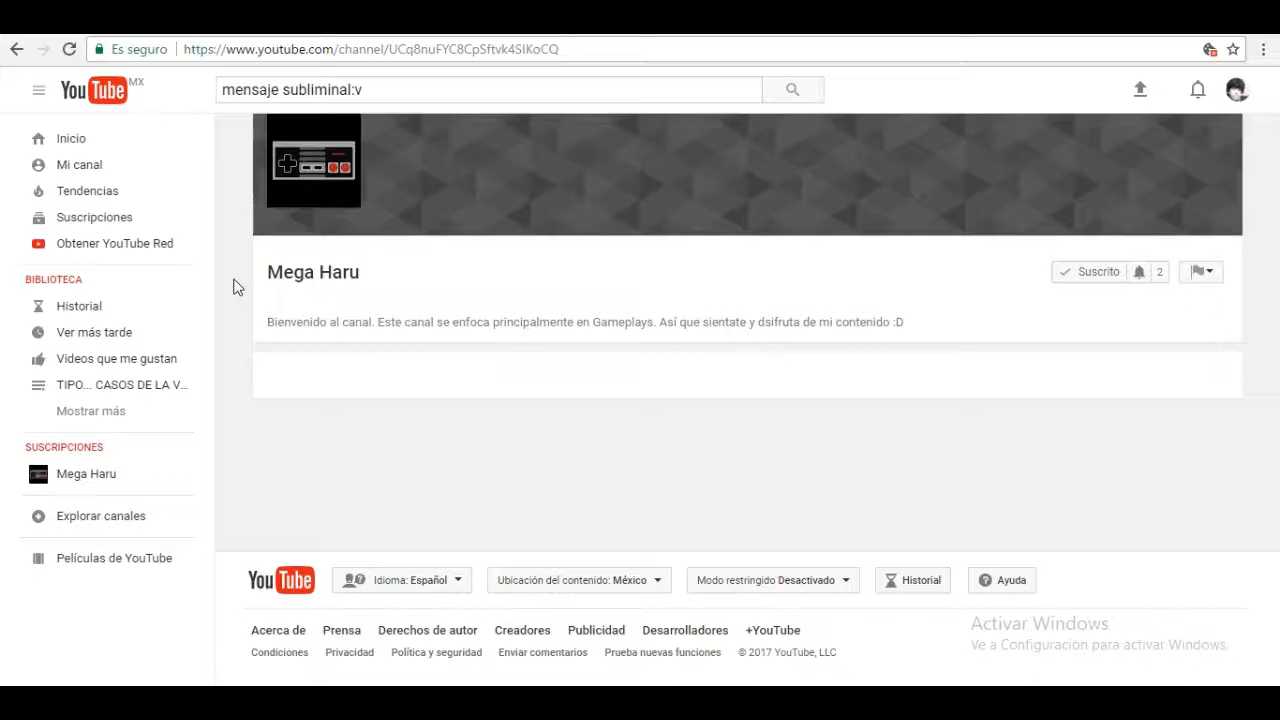 Es seguro https://www.youtube.com/channel/UCq8nuFYC8CpSftvk4SlKoCQ
YouTube MX
mensaje subliminal:v
Inicio
Mi canal
Tendencias
Suscripciones
Obtener YouTube Red
BIBLIOTECA
Historial
Ver más tarde
Videos que me gustan
TIPO... CASOS DE LA V...
Mostrar más
SUSCRIPCIONES
Mega Haru
Explorar canales
Películas de YouTube
Mega Haru
Suscrito 2
Bienvenido al canal. Este canal se enfoca principalmente en Gameplays. Así que sientate y dsifruta de mi contenido :D
YouTube Idioma: Español Ubicación del contenido: México Modo restringido Desactivado Historial Ayuda
Acerca de Prensa Derechos de autor Creadores Publicidad Desarrolladores +YouTube
Condiciones Privacidad Política y seguridad Enviar comentarios Prueba nuevas funciones © 2017 YouTube, LLC
Activar Windows
Ve a Configuración para activar Windows.